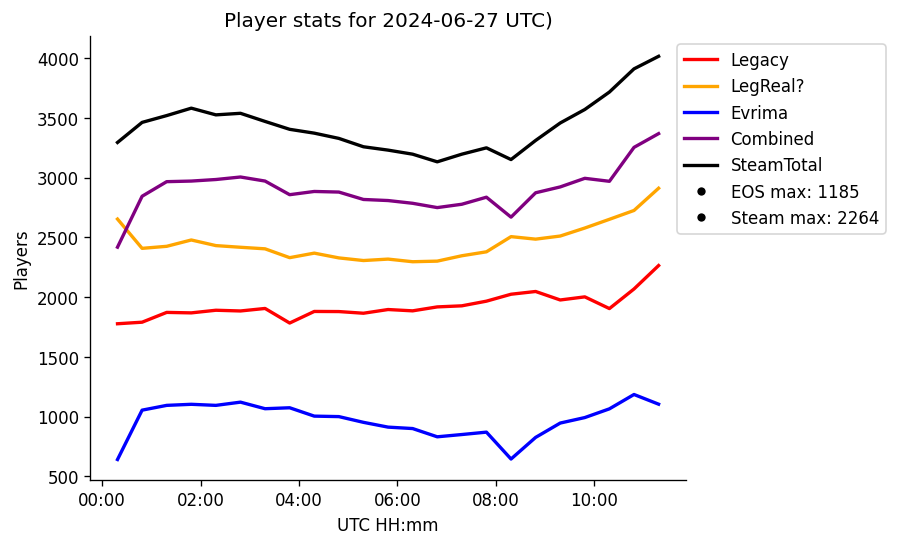 Player stats for 2024-06-27 UTC)
4000
3500
3000
2500
2000
1500
1000
500
Players
00:00 02:00 04:00 06:00 08:00 10:00
UTC HH:mm
Legacy
LegReal?
Evrima
Combined
SteamTotal
EOS max: 1185
Steam max: 2264